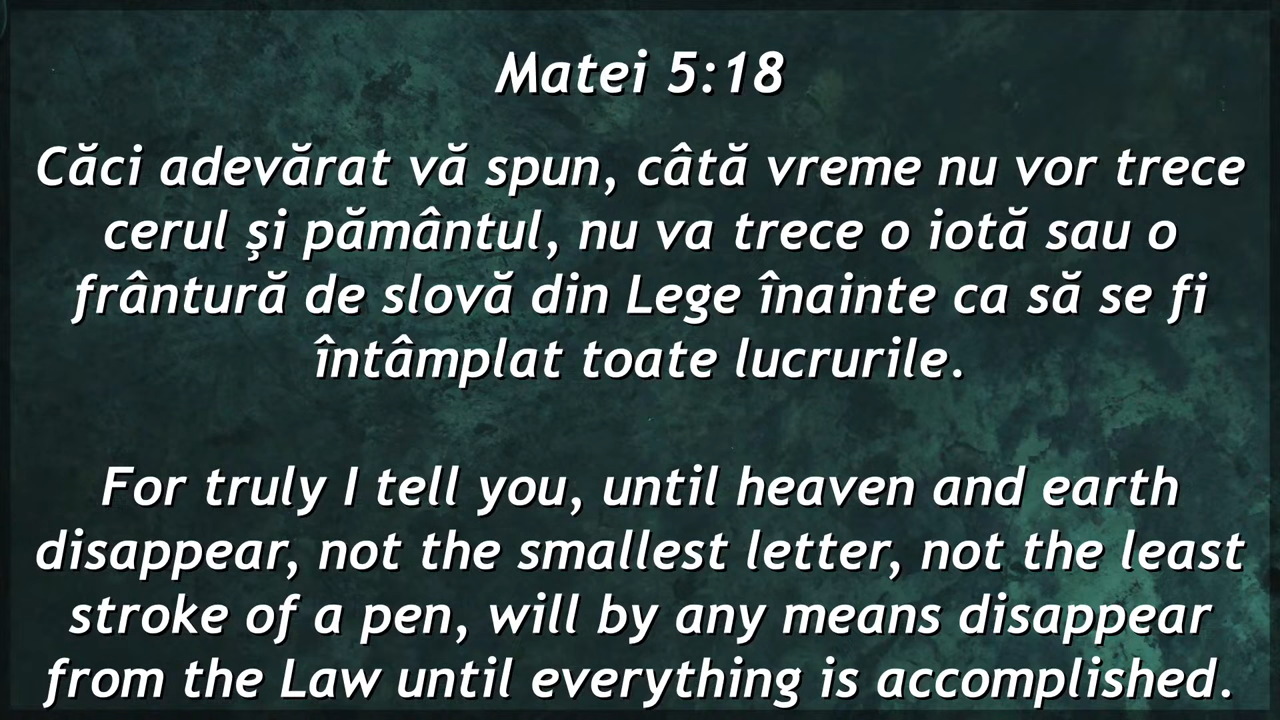 Matei 5:18
Căci adevărat vă spun, câtă vreme nu vor trece
cerul şi pământul, nu va trece o iotă sau o
frântură de slovă din Lege înainte ca să se fi
întâmplat toate lucrurile.
For truly I tell you, until heaven and earth
disappear, not the smallest letter, not the least
stroke of a pen, will by any means disappear
from the Law until everything is accomplished.